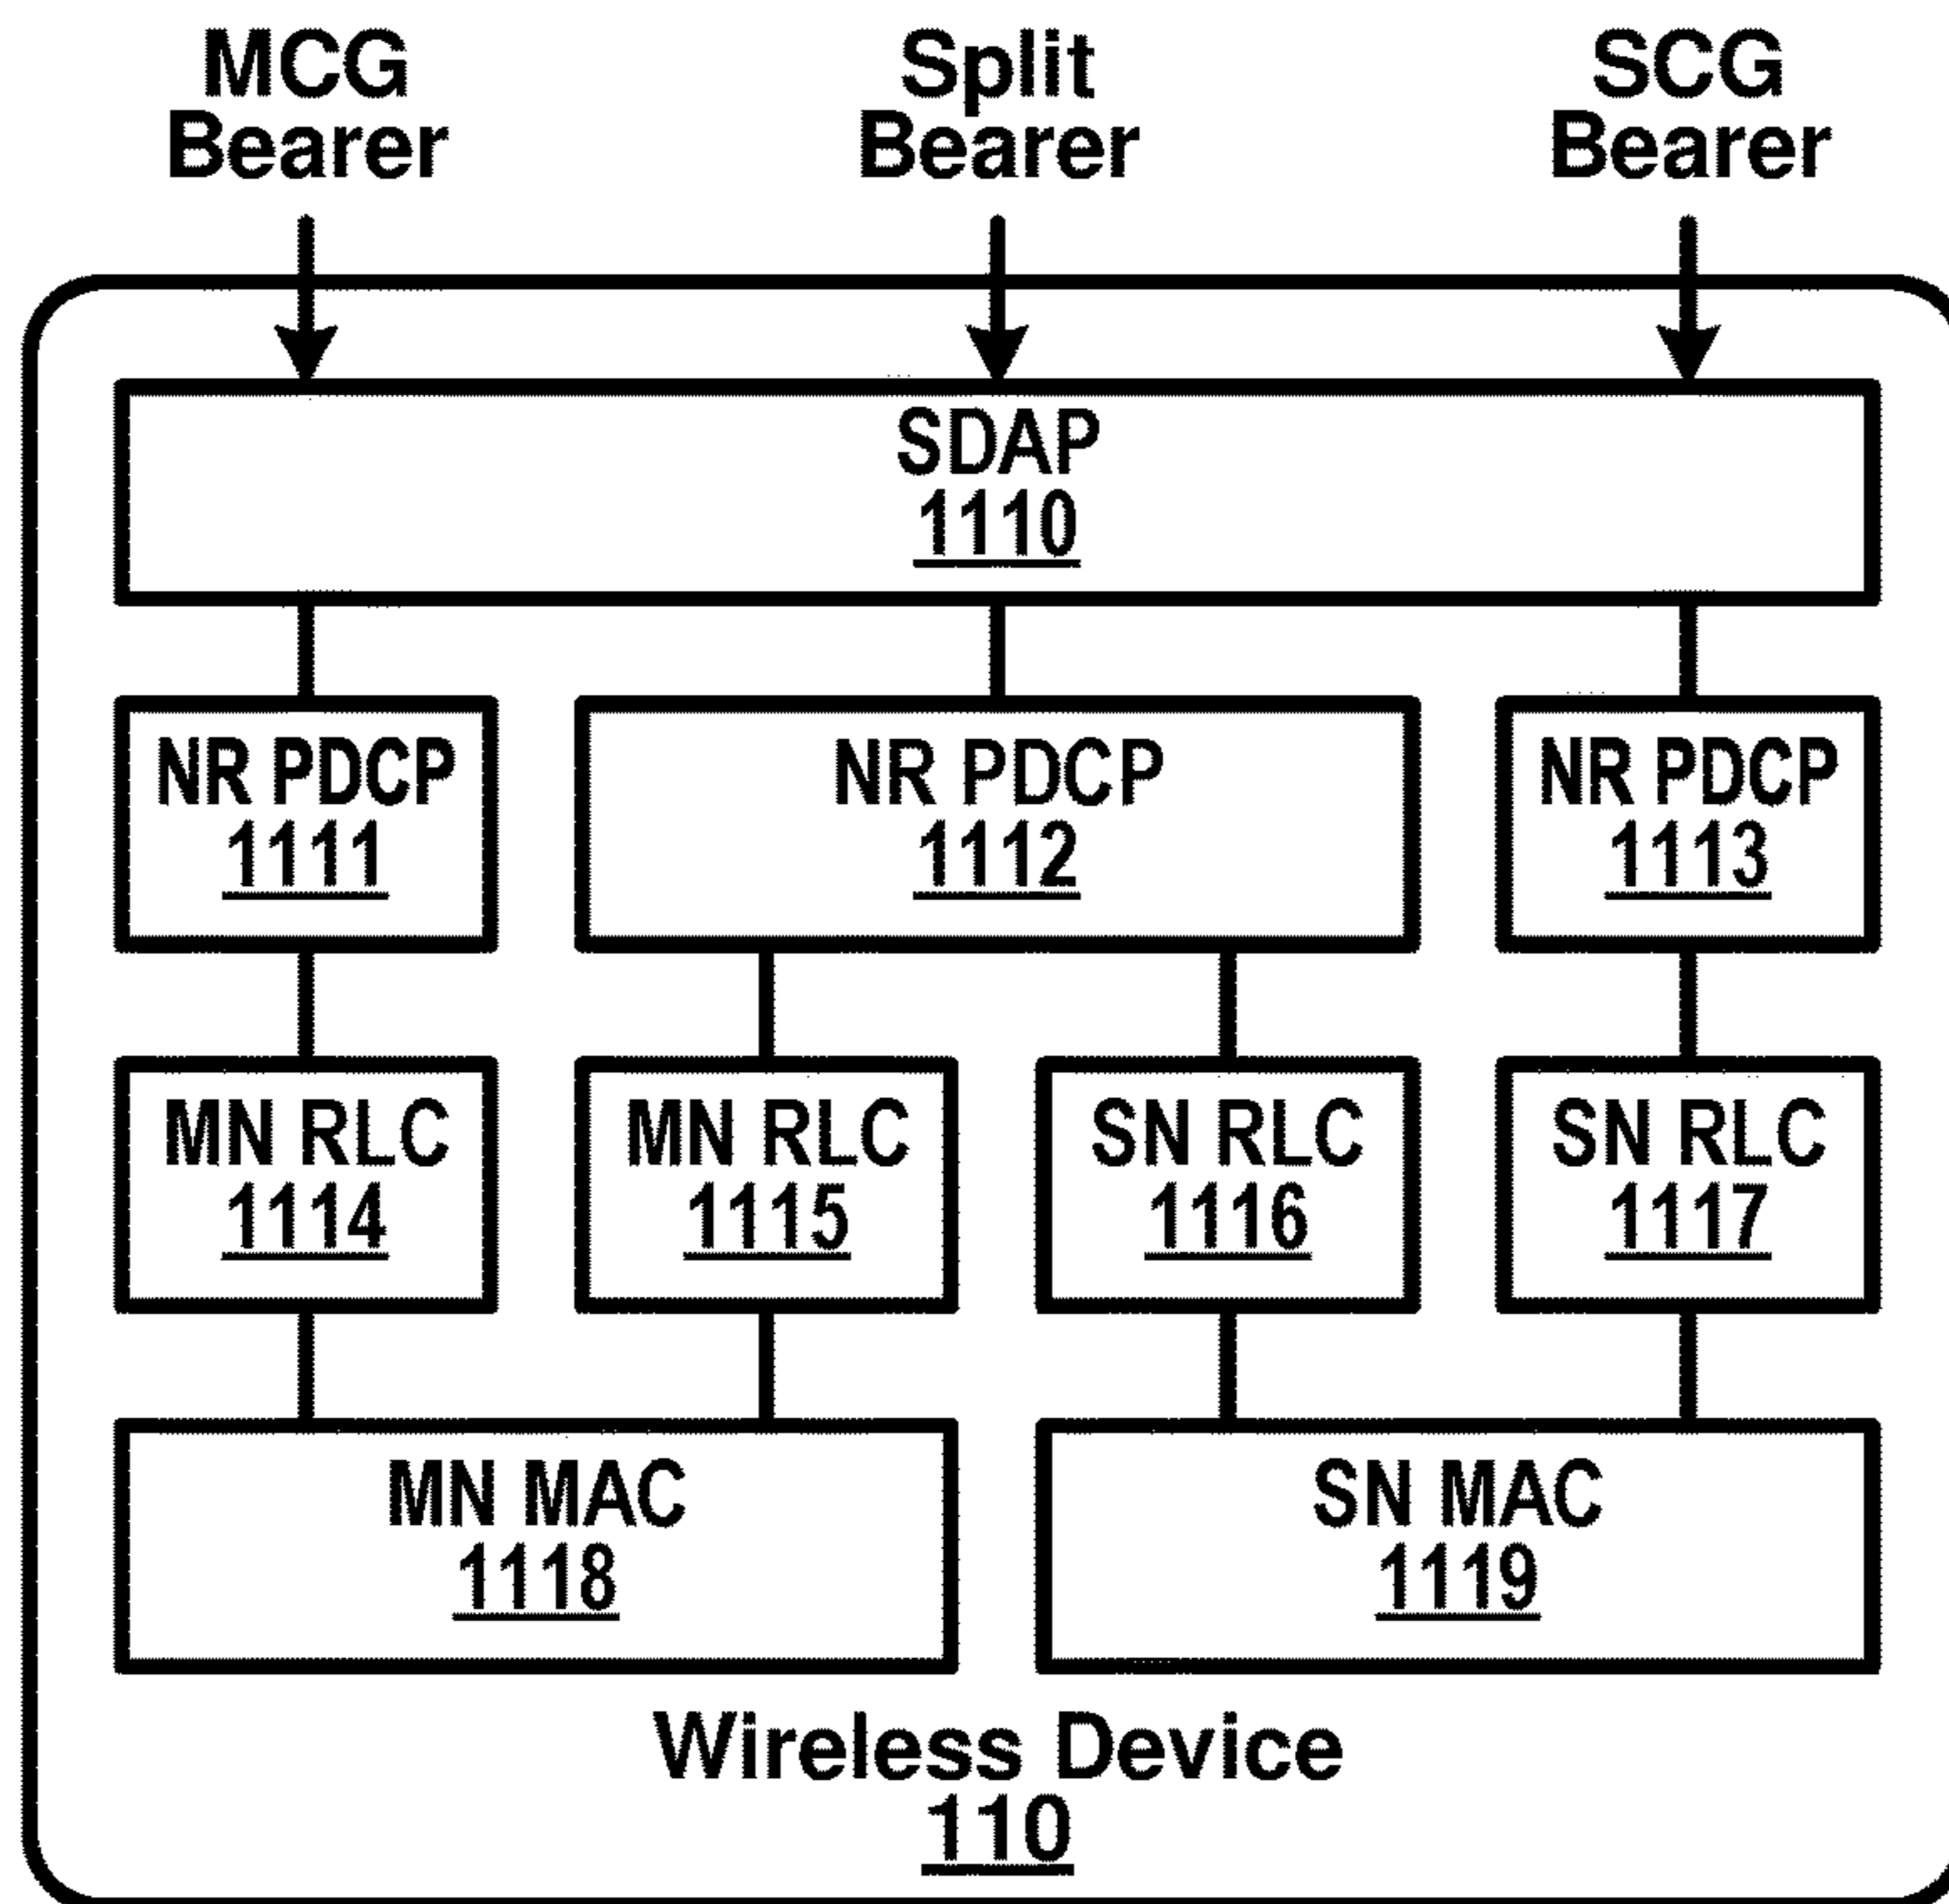 MCG Bearer
Split Bearer
SCG Bearer
SDAP
1110
NR PDCP
1111
NR PDCP
1112
NR PDCP
1113
MN RLC
1114
MN RLC
1115
SN RLC
1116
SN RLC
1117
MN MAC
1118
SN MAC
1119
Wireless Device
110